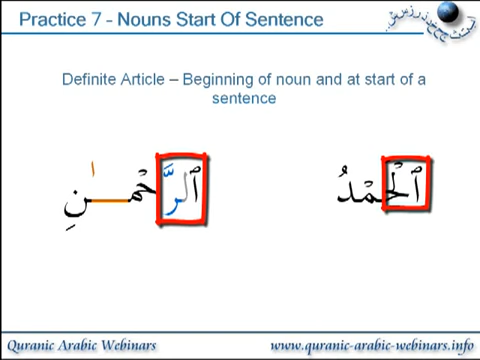 Practice 7 - Nouns Start Of Sentence
Definite Article – Beginning of noun and at start of a
sentence
ٱلْحَمْدُ
ٱلرَّحْمَـٰنِ
Quranic Arabic Webinars
www.quranic-arabic-webinars.info